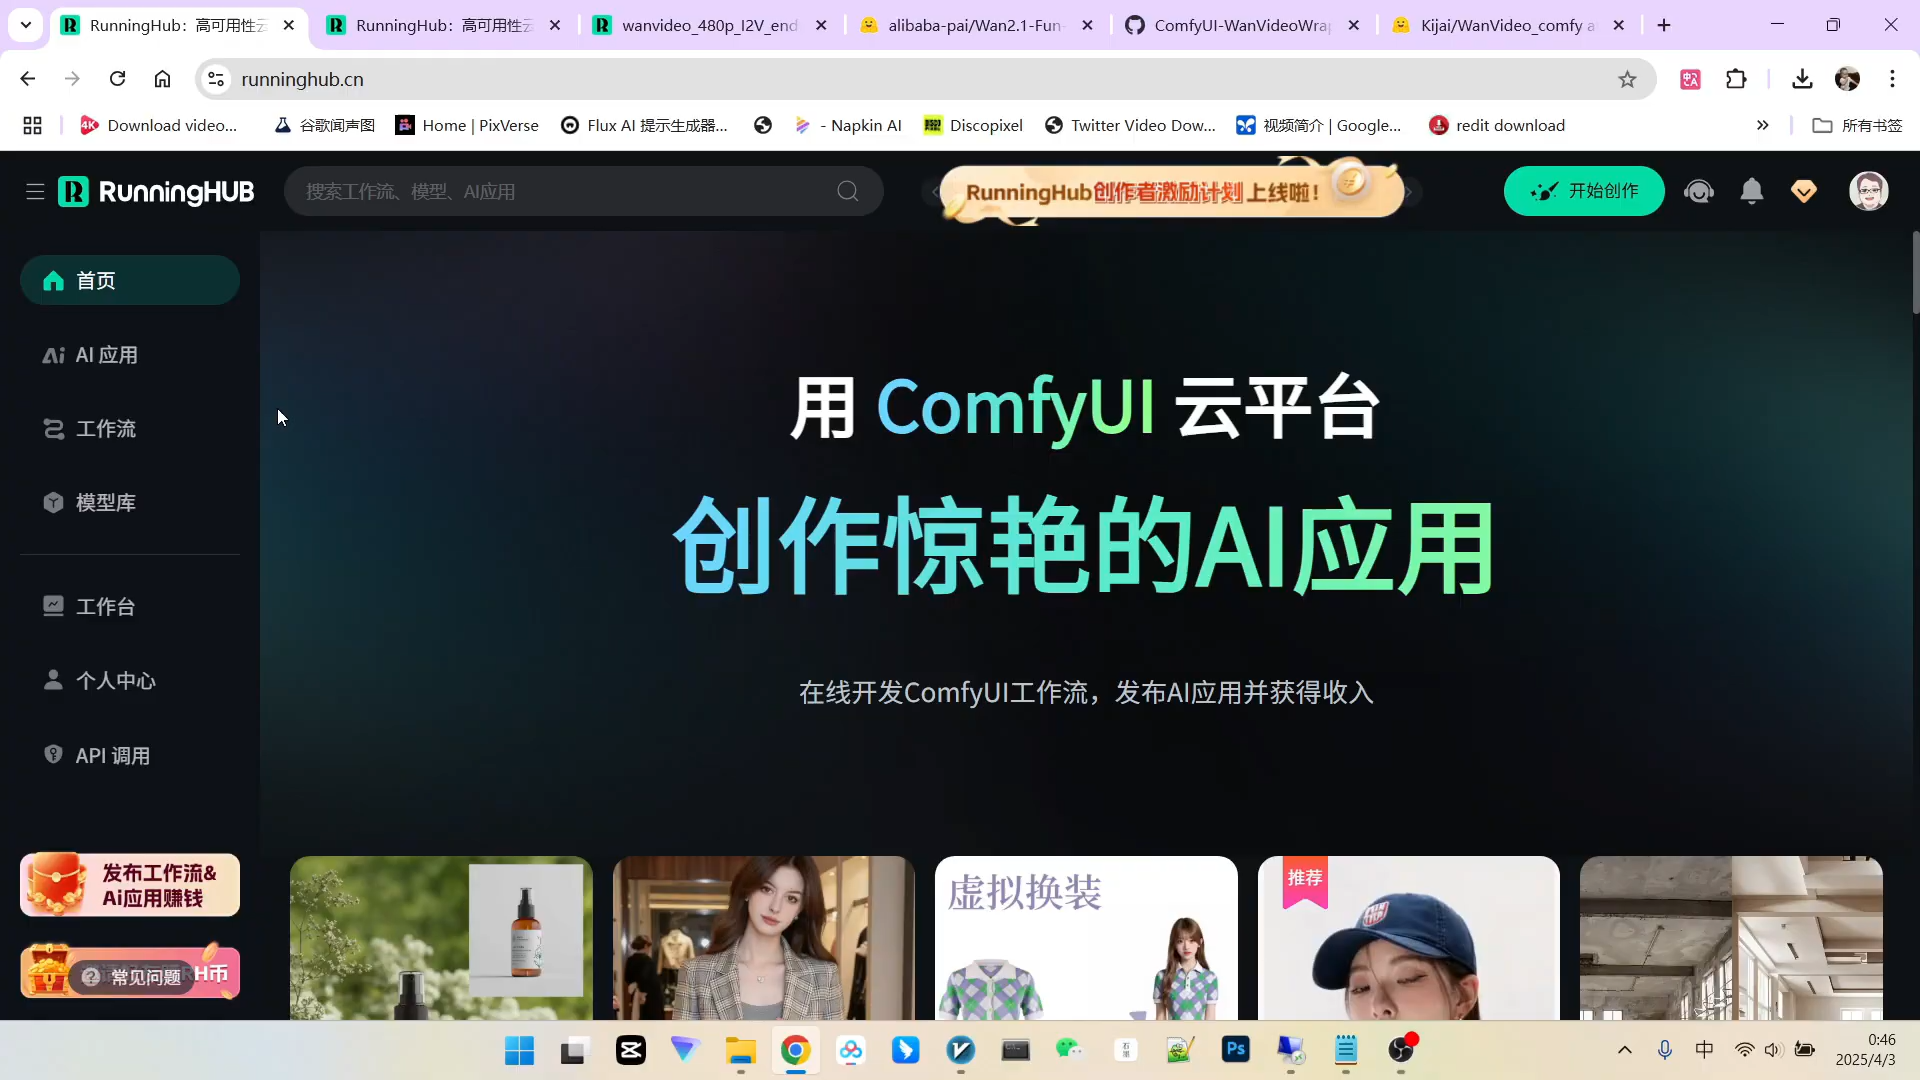 RunningHub：高可用性云
RunningHub：高可用性云
wanvideo_480p_I2V_end
alibaba-pai/Wan2.1-Fun-
ComfyUI-WanVideoWrap
Kijai/WanVideo_comfy a
runninghub.cn
Download video...
谷歌闻声图
Home | PixVerse
Flux AI 提示生成器...
- Napkin AI
Discopixel
Twitter Video Dow...
视频简介 | Google...
redit download
所有书签
RunningHUB
搜索工作流、模型、AI应用
RunningHub创作者激励计划 上线啦！
开始创作
首页
AI 应用
工作流
模型库
工作台
个人中心
API 调用
发布工作流&
Ai应用赚钱
常见问题
H币
用 ComfyUI 云平台
创作惊艳的AI应用
在线开发ComfyUI工作流，发布AI应用并获得收入
虚拟换装
推荐
Ps
中
0:46
2025/4/3